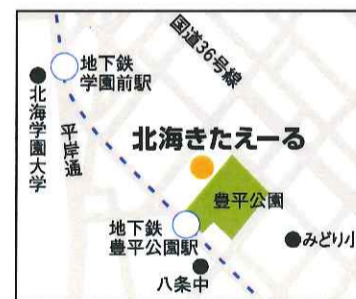 国道36号線
地下鉄
学園前駅
北海学園大学
平岸通
北海きたえーる
豊平公園
地下鉄
豊平公園駅
みどり小
八条中